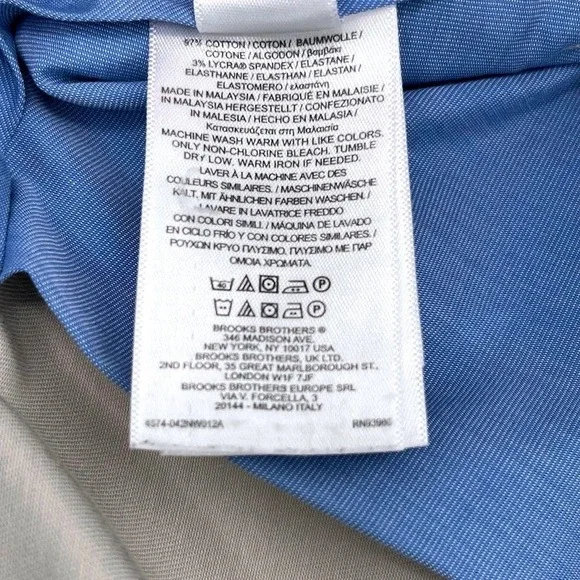 97% COTTON / COTON / BAUMWOLLE /
COTONE / ALGODON / βαμβάκι
3% LYCRA® SPANDEX / ELASTANE /
ELASTHANNE / ELASTHAN / ELASTAN /
ELASTOMERO / ελαστάνη
MADE IN MALAYSIA / FABRIQUÉ EN MALAISIE /
IN MALAYSIA HERGESTELLT / CONFEZIONATO
IN MALESIA / HECHO EN MALASIA /
Κατασκευάζεται στη Μαλαισία
MACHINE WASH WARM WITH LIKE COLORS.
ONLY NON-CHLORINE BLEACH. TUMBLE
DRY LOW. WARM IRON IF NEEDED.
LAVER À LA MACHINE AVEC DES
COULEURS SIMILAIRES. / MASCHINENWÄSCHE
KALT, MIT ÄHNLICHEN FARBEN WASCHEN. /
LAVARE IN LAVATRICE FREDDO
CON COLORI SIMILI. / MÁQUINA DE LAVADO
EN CICLO FRÍO Y CON COLORES SIMILARES. /
ΡΟΥΧΩΝ ΚΡΥΟ ΠΛΥΣΙΜΟ, ΠΛΥΣΙΜΟ ΜΕ ΠΑΡ
ΟΜΟΙΑ ΧΡΩΜΑΤΑ.
40 P
P
BROOKS BROTHERS ®
346 MADISON AVE.
NEW YORK, NY 10017 USA
BROOKS BROTHERS, UK LTD.
2ND FLOOR, 35 GREAT MARLBOROUGH ST.,
LONDON W1F 7JF
BROOKS BROTHERS EUROPE SRL
VIA V. FORCELLA, 3
20144 - MILANO ITALY